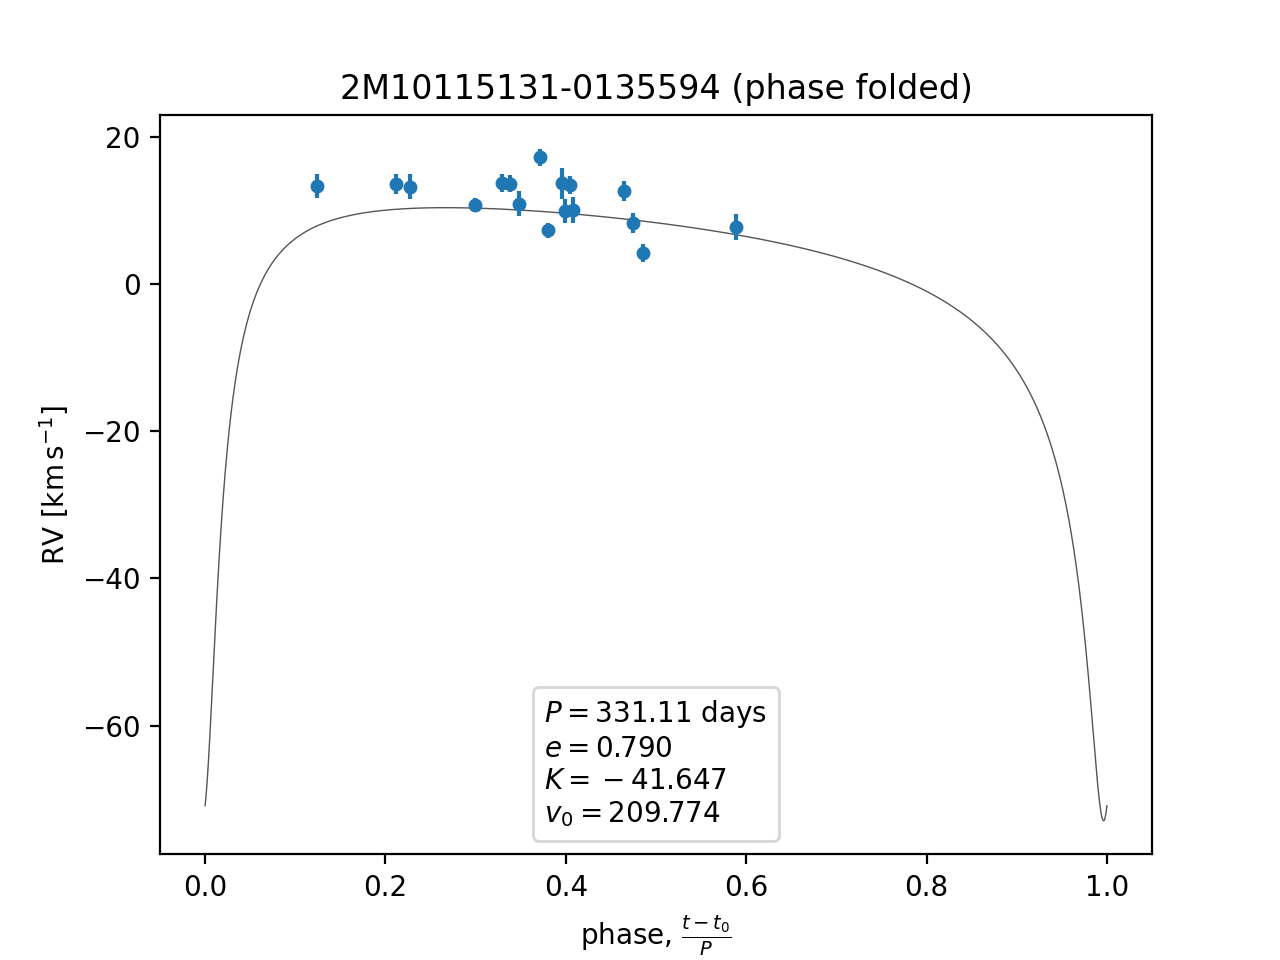 2M10115131-0135594 (phase folded)
20
0
−20
−40
−60
RV [km s⁻¹]
P = 331.11 days
e = 0.790
K = − 41.647
v₀ = 209.774
0.0 0.2 0.4 0.6 0.8 1.0
phase, (t − t₀)/P